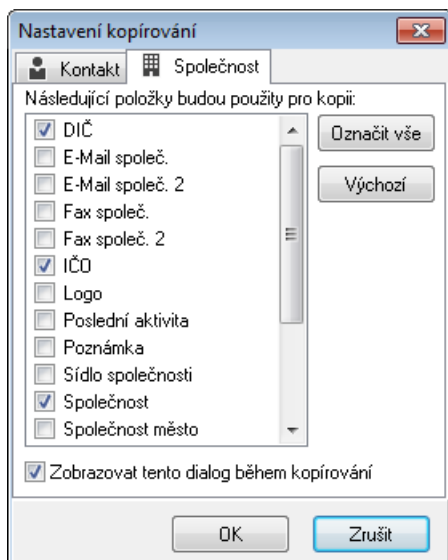 Nastavení kopírování
Kontakt
Společnost
Následující položky budou použity pro kopii:
DIČ
E-Mail společ.
E-Mail společ. 2
Fax společ.
Fax společ. 2
IČO
Logo
Poslední aktivita
Poznámka
Sídlo společnosti
Společnost
Společnost město
Označit vše
Výchozí
Zobrazovat tento dialog během kopírování
OK
Zrušit